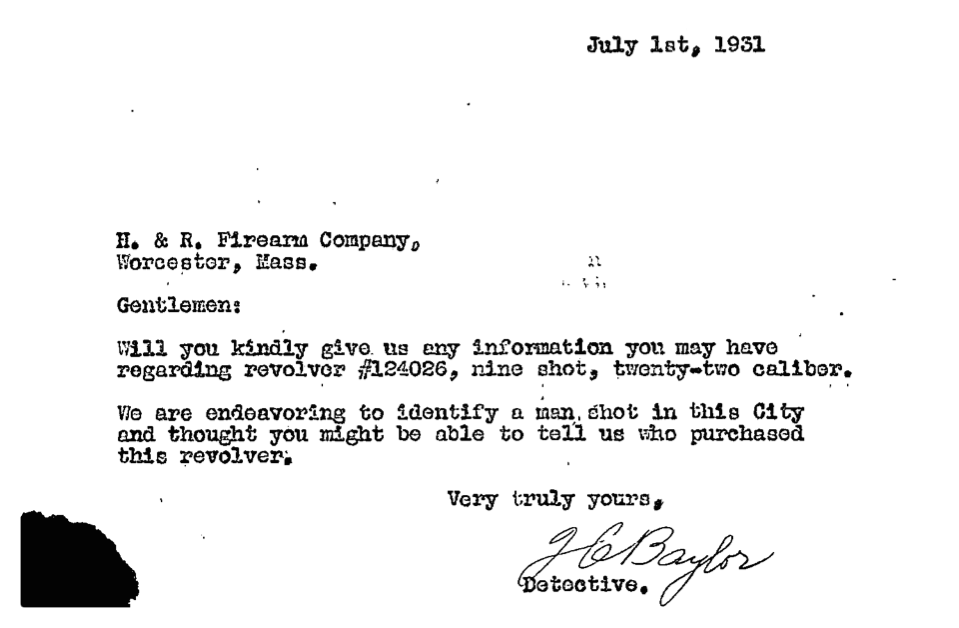 July 1st, 1931
H. & R. Firearm Company,
Worcester, Mass.
Gentlemen:
Will you kindly give us any information you may have
regarding revolver #124026, nine shot, twenty-two caliber.
We are endeavoring to identify a man shot in this City
and thought you might be able to tell us who purchased
this revolver.
Very truly yours,
J E Baylor
Detective.